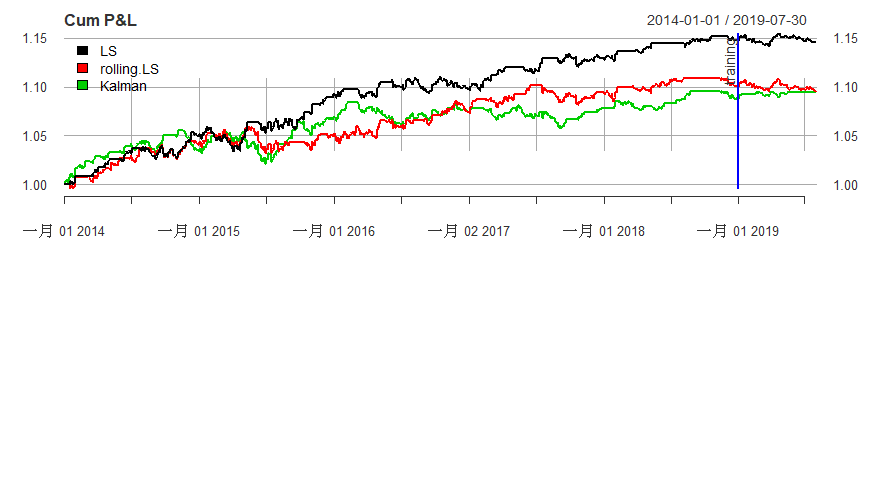 Cum P&L
2014-01-01 / 2019-07-30
1.15
1.10
1.05
1.00
1.15
1.10
1.05
1.00
LS
rolling.LS
Kalman
training
一月 01 2014
一月 01 2015
一月 01 2016
一月 02 2017
一月 01 2018
一月 01 2019